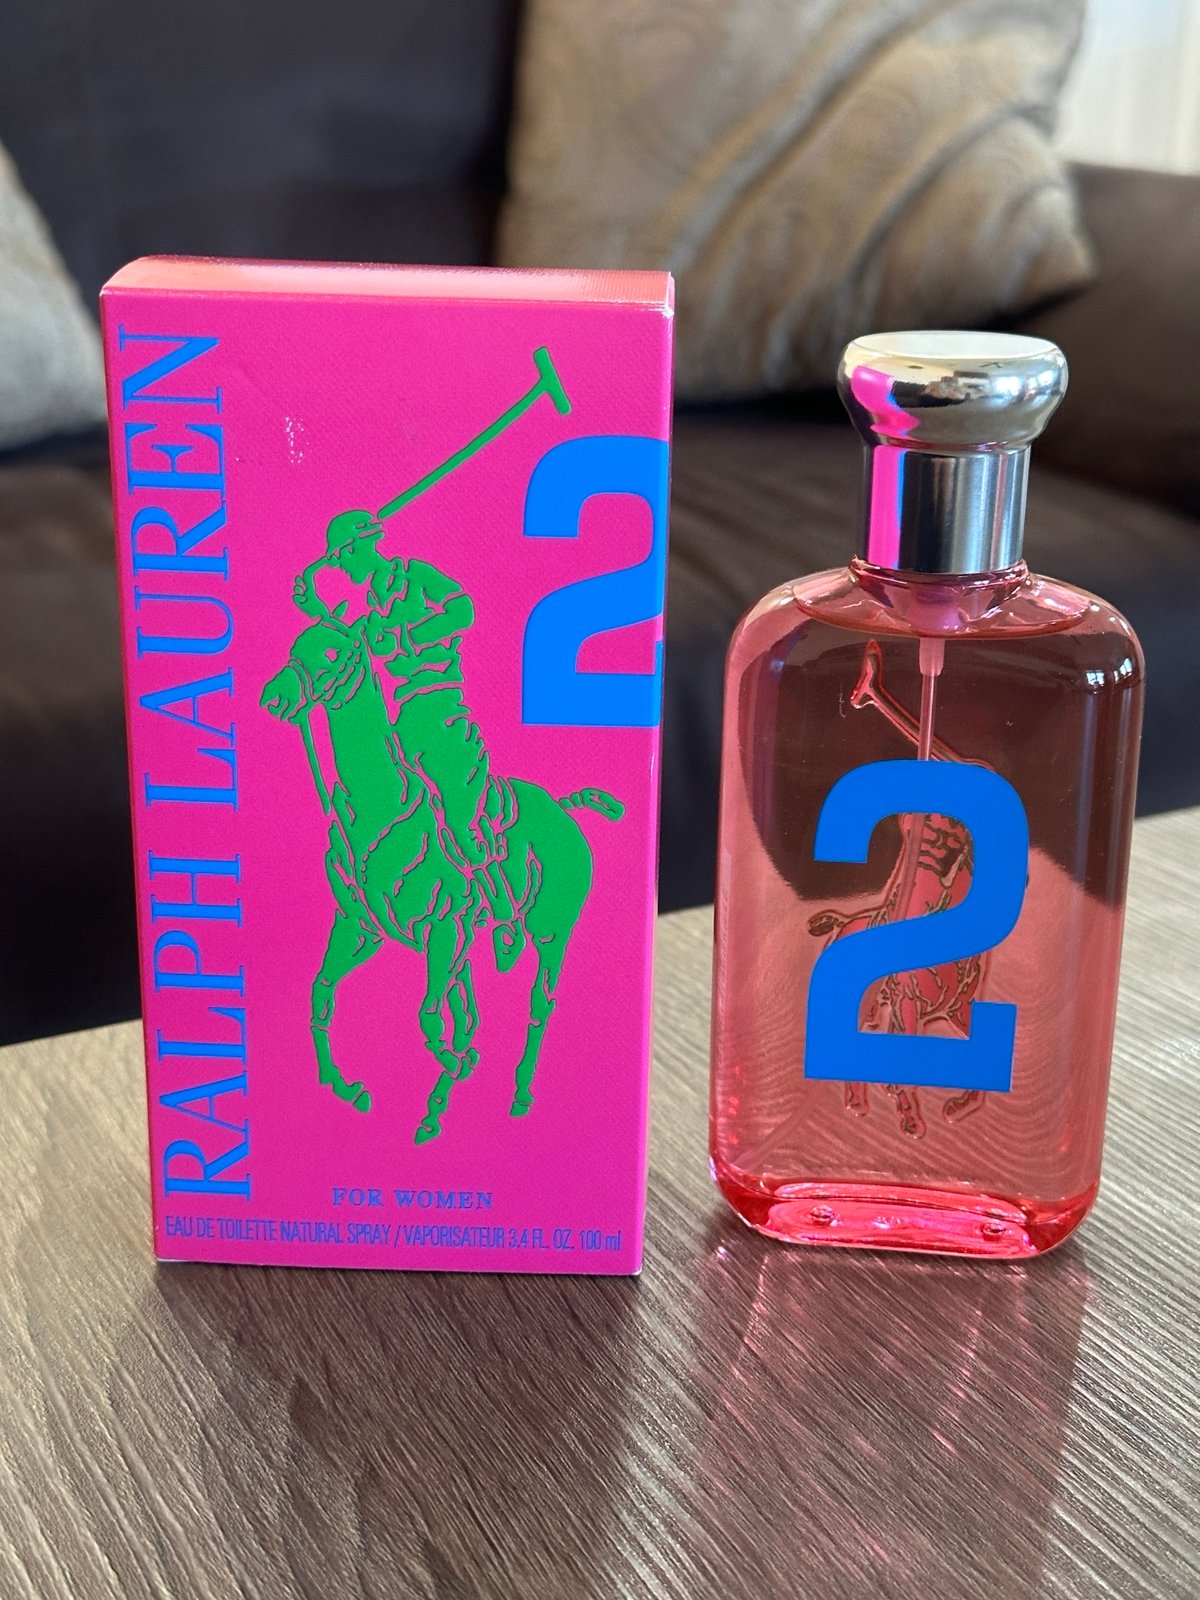 RALPH LAUREN
2
FOR WOMEN
EAU DE TOILETTE NATURAL SPRAY / VAPORISATEUR 3.4 FL. OZ. 100 ml
2